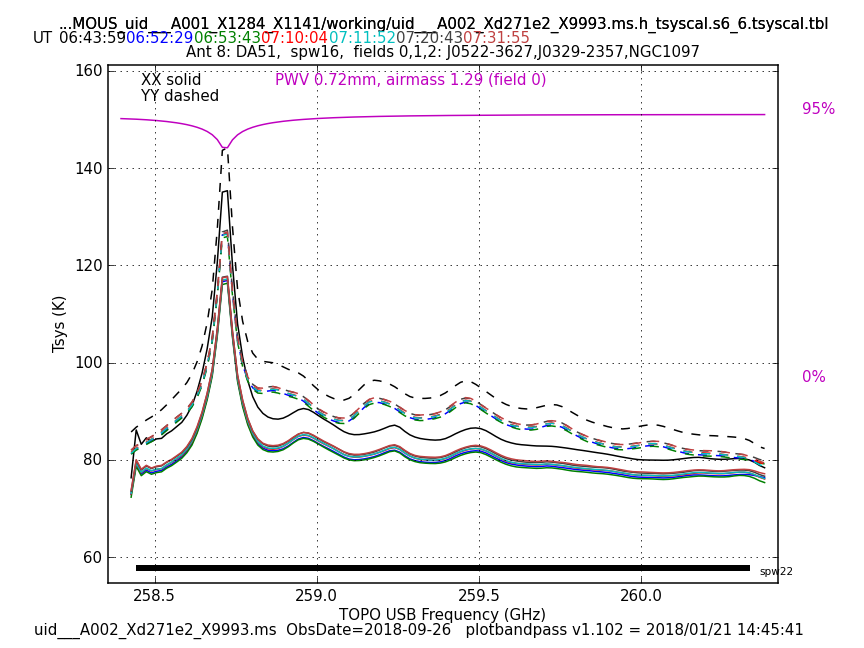 ...MOUS_uid___A001_X1284_X1141/working/uid___A002_Xd271e2_X9993.ms.h_tsyscal.s6_6.tsyscal.tbl
UT 06:43:59 06:52:29 06:53:43 07:10:04 07:11:52 07:20:43 07:31:55
Ant 8: DA51, spw16, fields 0,1,2: J0522-3627,J0329-2357,NGC1097
XX solid
YY dashed
PWV 0.72mm, airmass 1.29 (field 0)
95%
0%
160
140
120
100
80
60
Tsys (K)
spw22
258.5 259.0 259.5 260.0
TOPO USB Frequency (GHz)
uid___A002_Xd271e2_X9993.ms ObsDate=2018-09-26 plotbandpass v1.102 = 2018/01/21 14:45:41